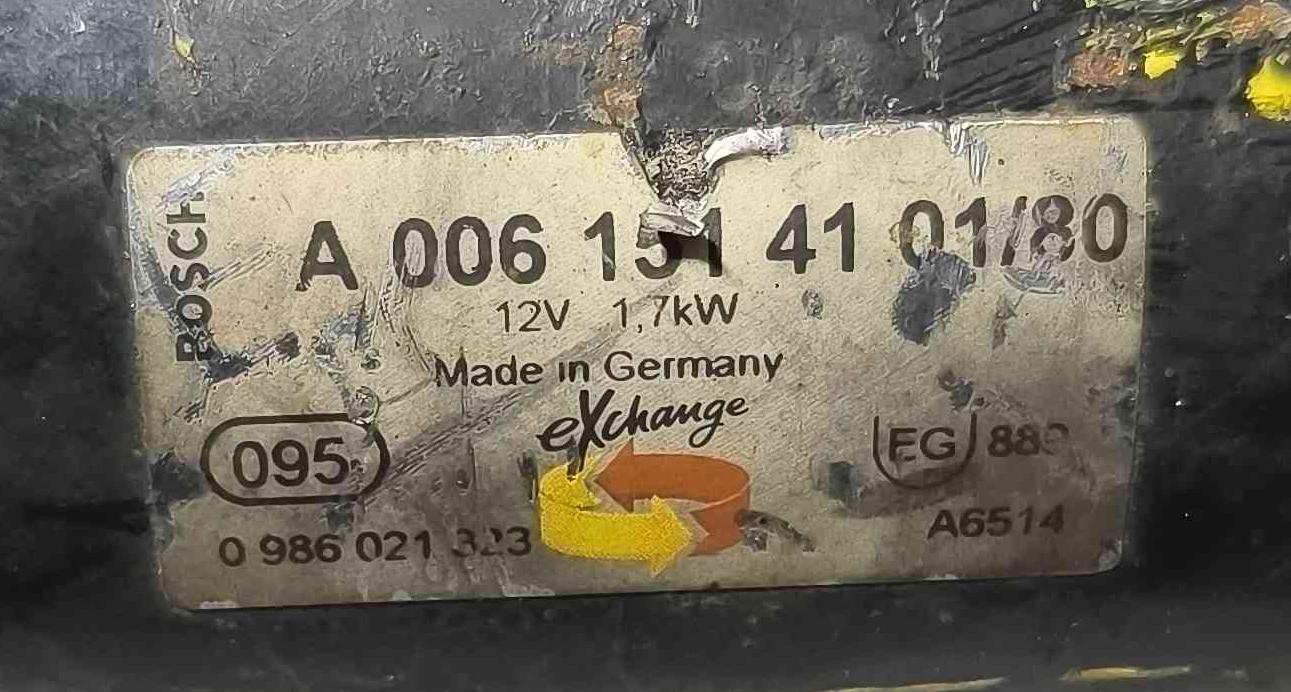 BOSCH
A 006 151 41 01/80
12V 1,7kW
Made in Germany
eXchange
095
EG
0 986 021 323
A6514